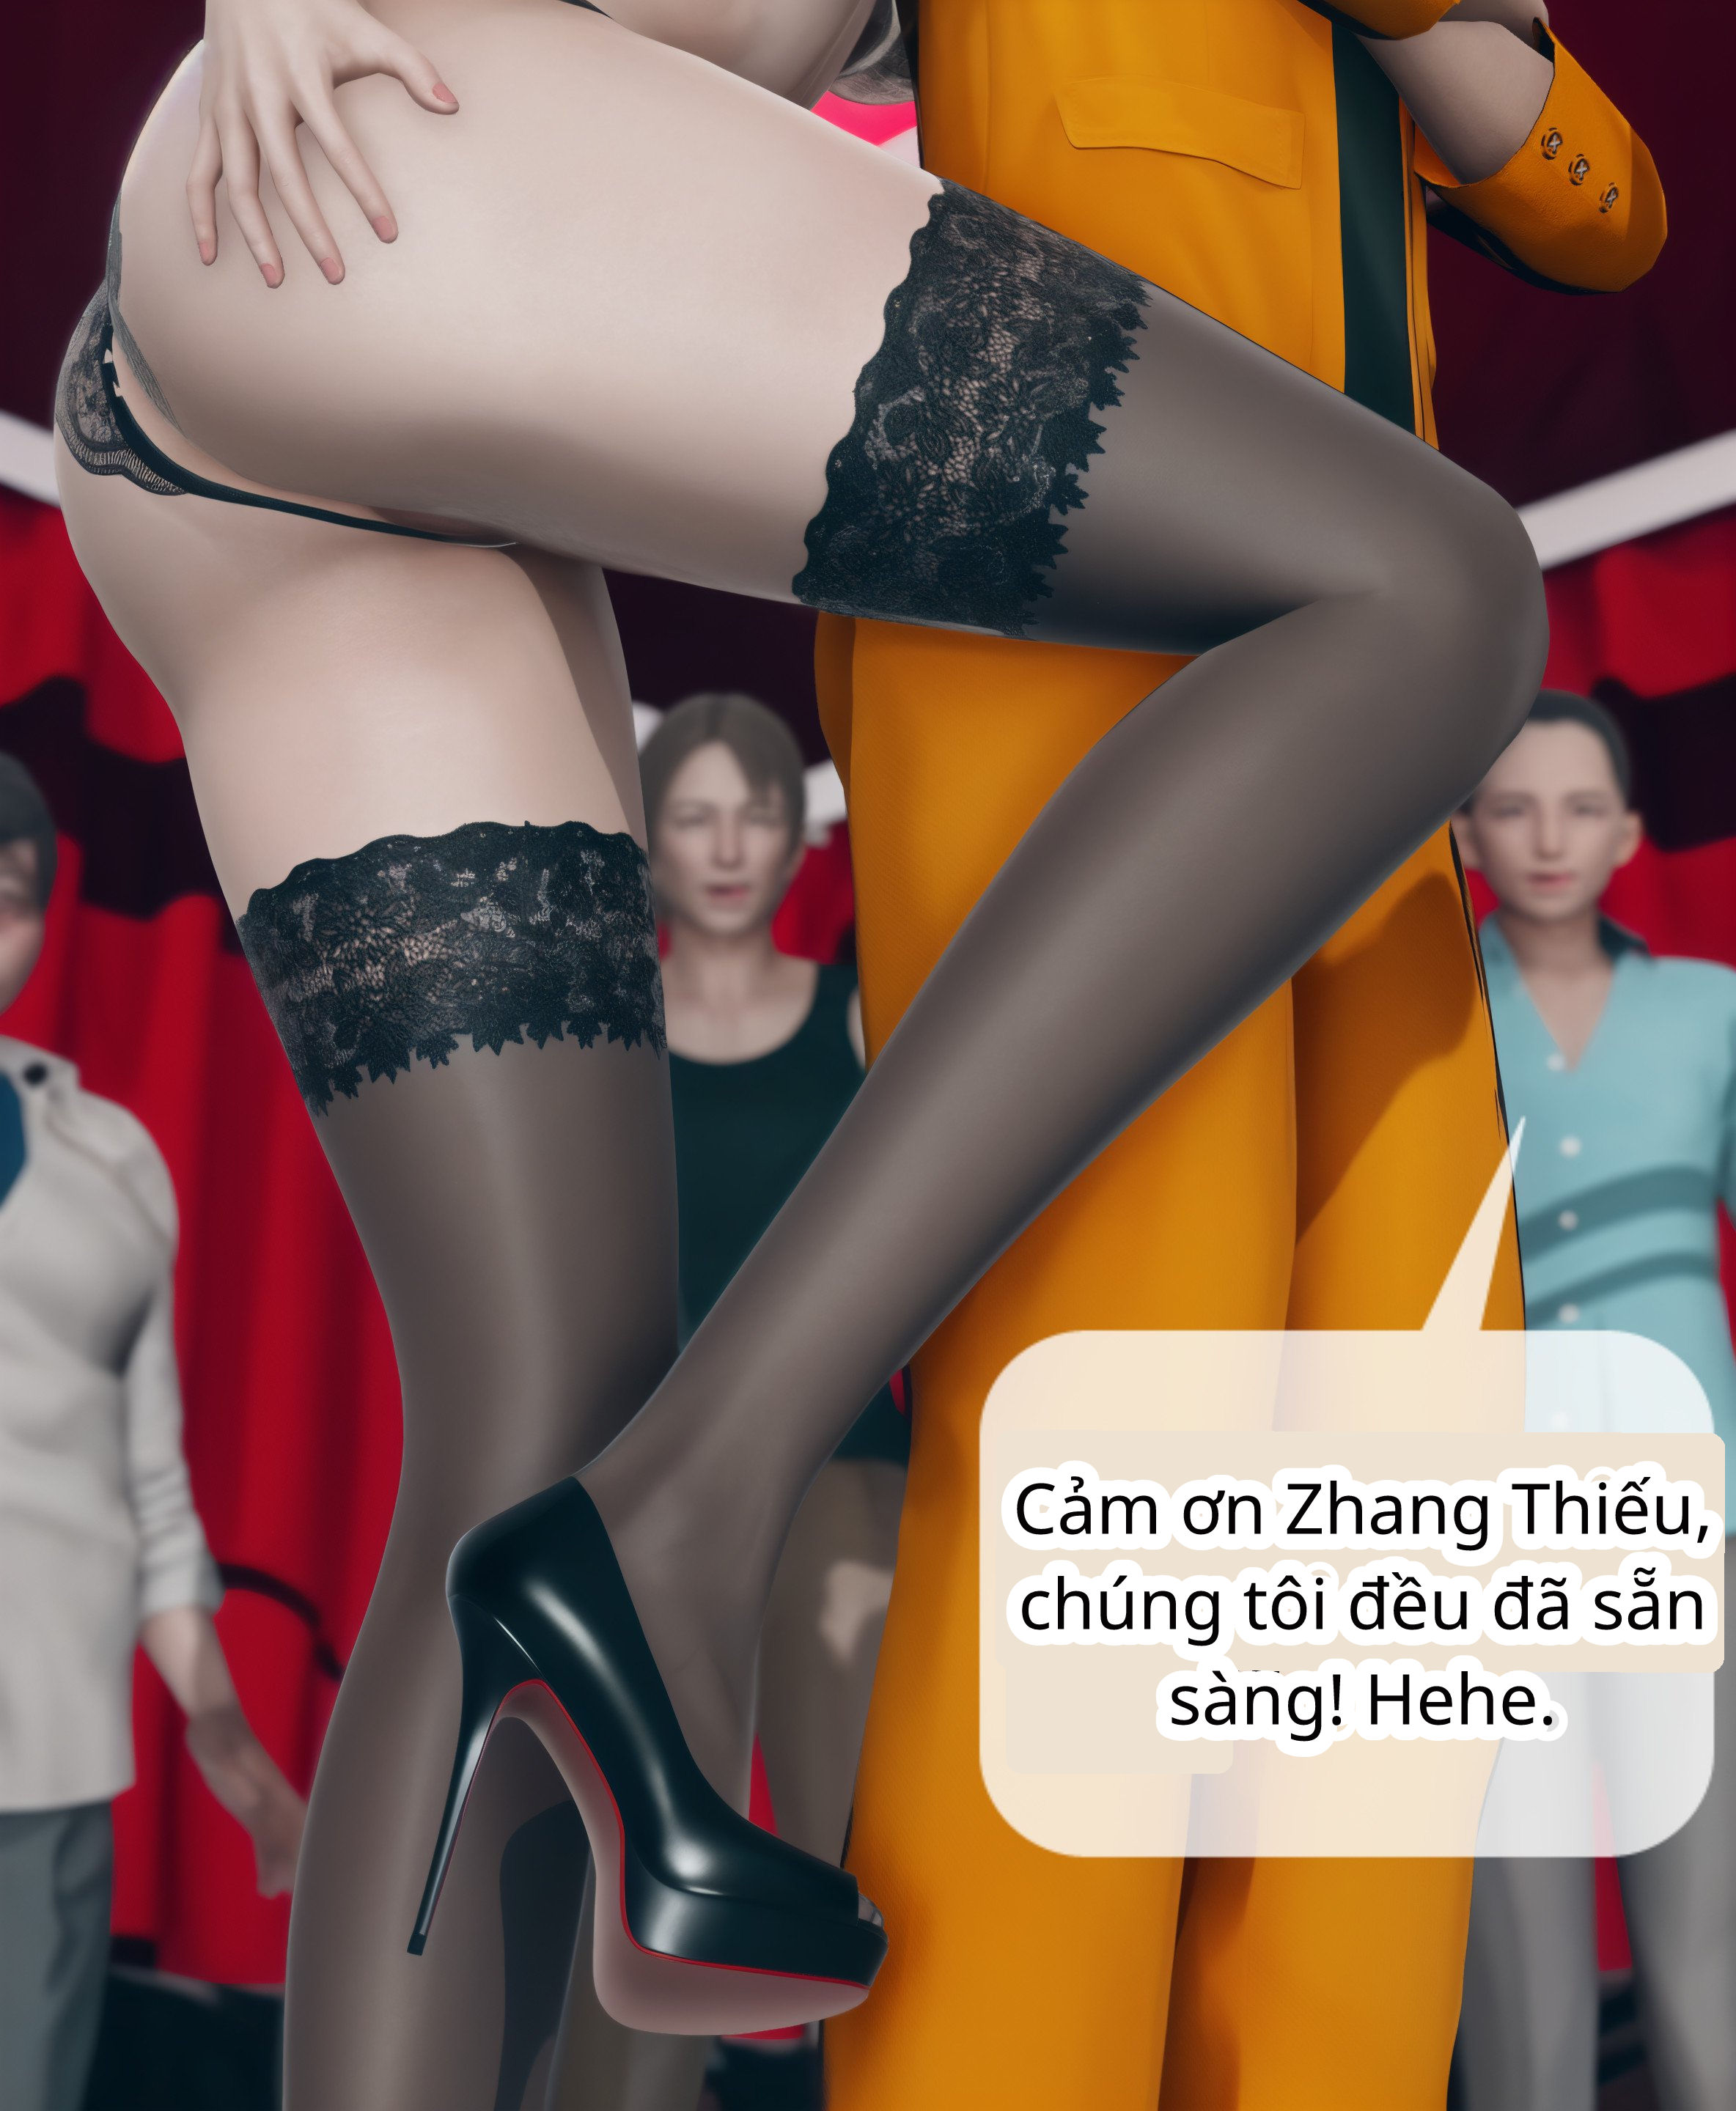 Cảm ơn Zhang Thiếu,
chúng tôi đều đã sẵn
sàng! Hehe.